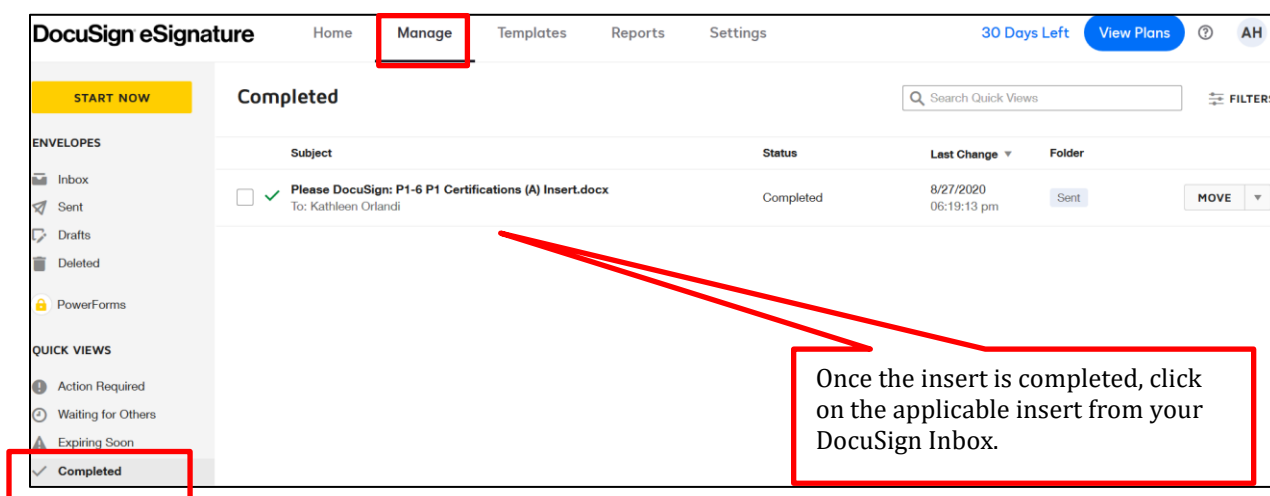 DocuSign eSignature Home Manage Templates Reports Settings 30 Days Left View Plans ? AH
START NOW
Completed
Search Quick Views
FILTERS
ENVELOPES
Subject Status Last Change Folder
Inbox
Please DocuSign: P1-6 P1 Certifications (A) Insert.docx Completed 8/27/2020 Sent MOVE
To: Kathleen Orlandi 06:19:13 pm
Sent
Drafts
Deleted
PowerForms
QUICK VIEWS
Action Required
Waiting for Others
Expiring Soon
Completed
Once the insert is completed, click
on the applicable insert from your
DocuSign Inbox.